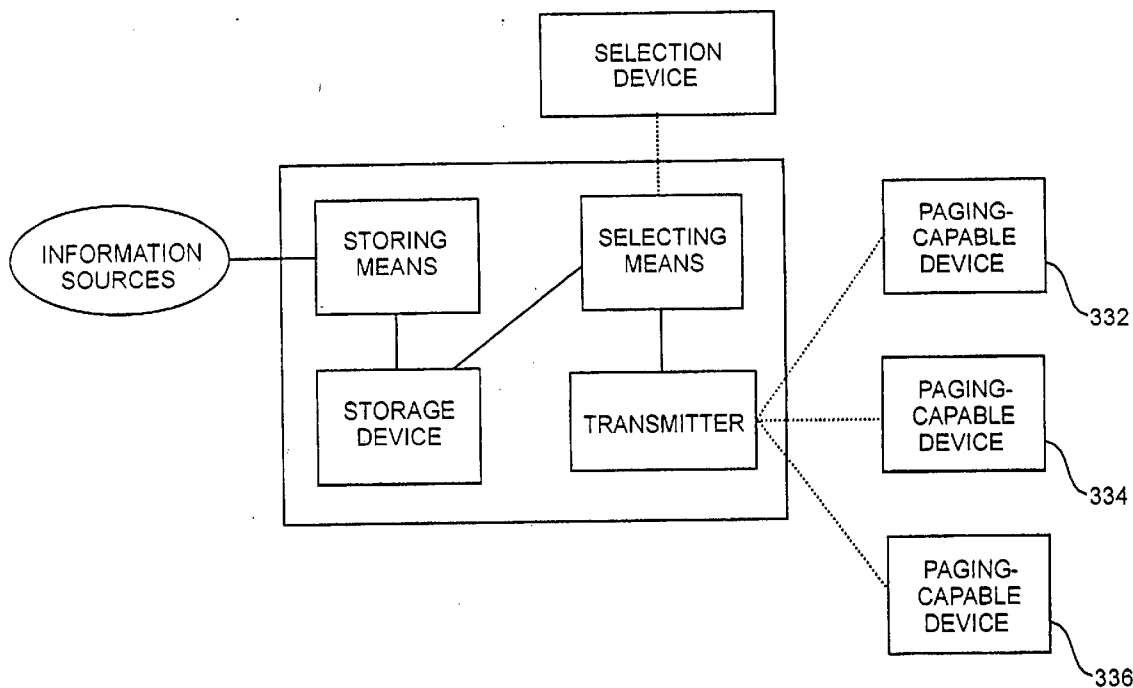 SELECTION
DEVICE
INFORMATION
SOURCES
STORING
MEANS
SELECTING
MEANS
STORAGE
DEVICE
TRANSMITTER
PAGING-
CAPABLE
DEVICE
332
PAGING-
CAPABLE
DEVICE
334
PAGING-
CAPABLE
DEVICE
336